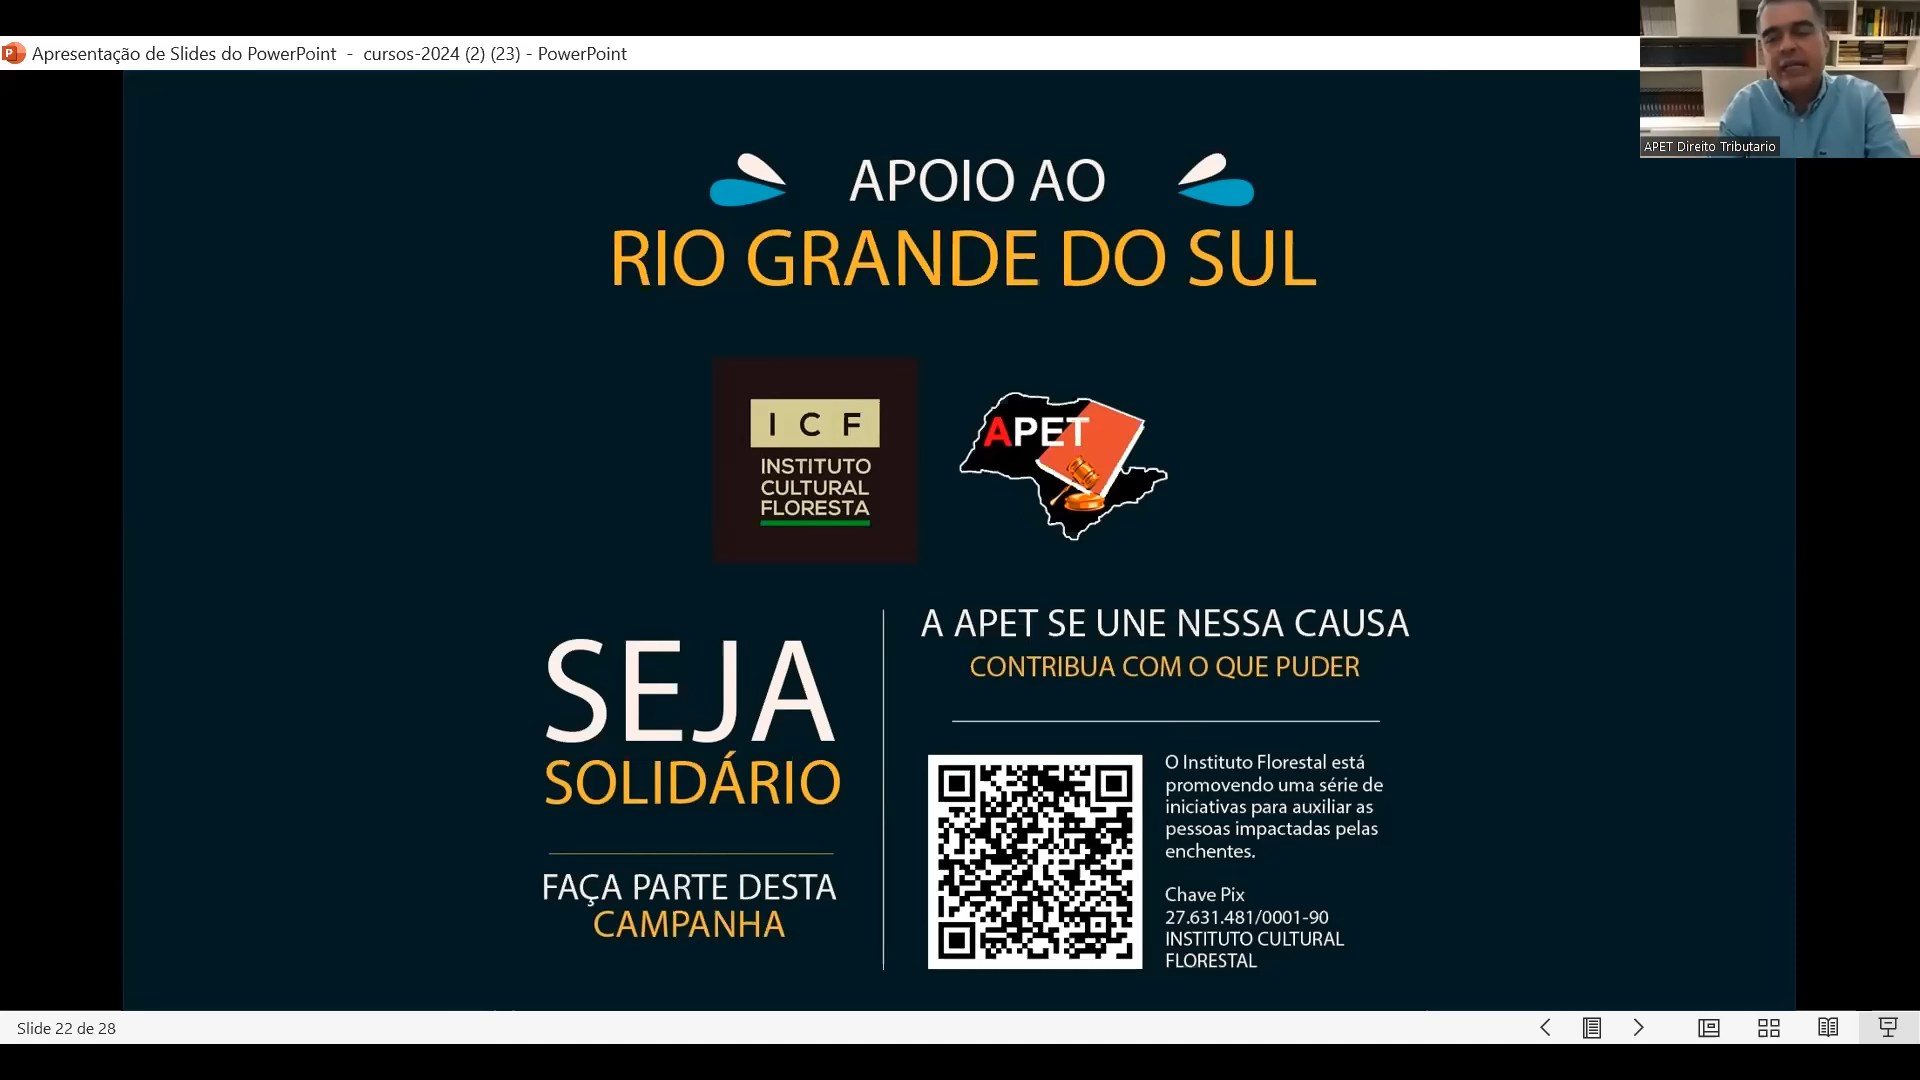 Apresentação de Slides do PowerPoint - cursos-2024 (2) (23) - PowerPoint
APET Direito Tributario
APOIO AO
RIO GRANDE DO SUL
I C F
INSTITUTO
CULTURAL
FLORESTA
APET
SEJA
SOLIDÁRIO
FAÇA PARTE DESTA
CAMPANHA
A APET SE UNE NESSA CAUSA
CONTRIBUA COM O QUE PUDER
O Instituto Florestal está
promovendo uma série de
iniciativas para auxiliar as
pessoas impactadas pelas
enchentes.
Chave Pix
27.631.481/0001-90
INSTITUTO CULTURAL
FLORESTAL
Slide 22 de 28